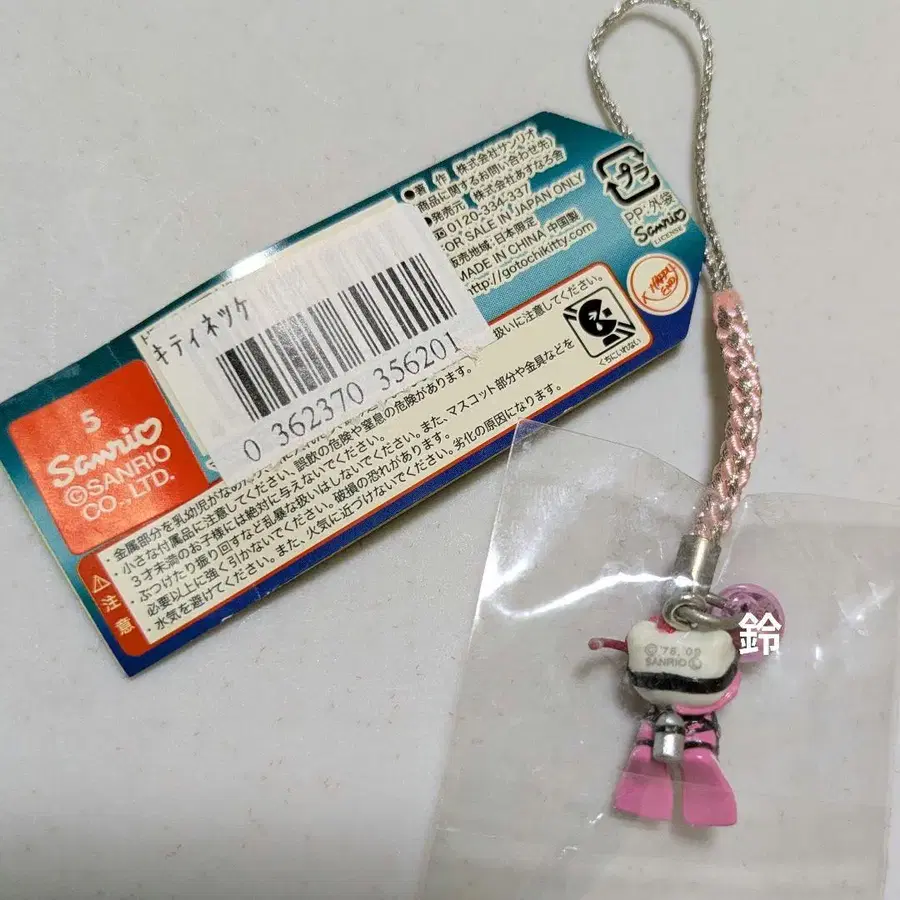 ●著 作 株式会社サンリオ
商品に関するお問い合わせ先)
●発売元 株式会社あすなろ舎
0120-334-337
FOR SALE IN JAPAN ONLY
販売地域:日本限定
MADE IN CHINA 中国製
http://gotochikitty.com
プラ
PP:外袋
Sanrio
LICENSE
HAPPY
キティネツケ
0 362370 356201
扱いに注意してください。
くちにいれない
5
Sanrio
©SANRIO
CO., LTD.
注意
金属部分を乳幼児がなめ
・小さな付属品に注意してください。誤飲の危険や窒息の危険があります。
3才未満のお子様には絶対に与えないでください。
・ぶつけたり振り回すなど乱暴な扱いはしないでください。また、マスコット部分や金具などを
必要以上に強く引かないでください。破損の恐れがあります。
・水気を避けてください。また、火気に近づけないでください。劣化の原因になります。
鈴
©'76,'09
SANRIO